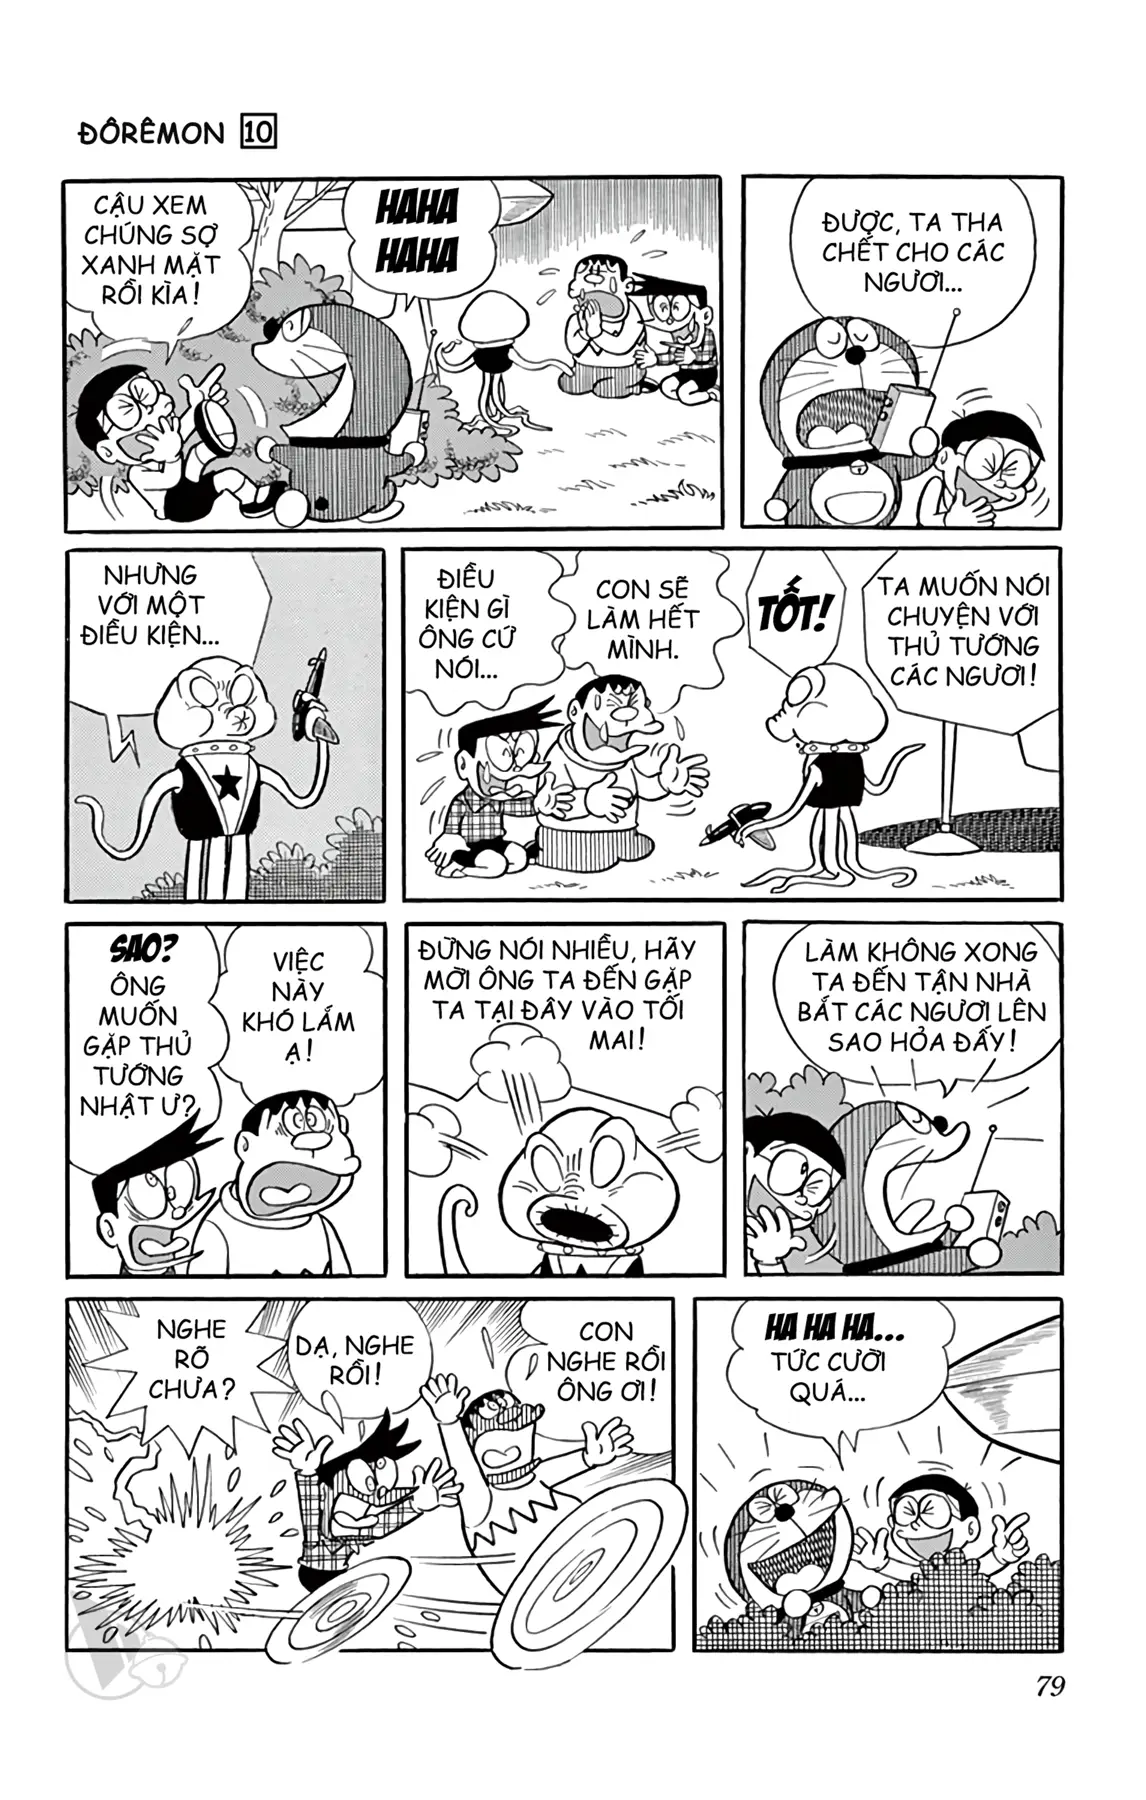 ĐÔRÊMON 10
CẬU XEM
CHÚNG SỢ
XANH MẶT
RỒI KÌA!
HAHA
HAHA
ĐƯỢC, TA THA
CHẾT CHO CÁC
NGƯƠI...
NHƯNG
VỚI MỘT
ĐIỀU KIỆN...
ĐIỀU
KIỆN GÌ
ÔNG CỨ
NÓI...
CON SẼ
LÀM HẾT
MÌNH.
TỐT!
TA MUỐN NÓI
CHUYỆN VỚI
THỦ TƯỚNG
CÁC NGƯƠI!
SAO?
ÔNG
MUỐN
GẶP THỦ
TƯỚNG
NHẬT Ư?
VIỆC
NÀY
KHÓ LẮM
Ạ!
ĐỪNG NÓI NHIỀU, HÃY
MỜI ÔNG TA ĐẾN GẶP
TA TẠI ĐÂY VÀO TỐI
MAI!
LÀM KHÔNG XONG
TA ĐẾN TẬN NHÀ
BẮT CÁC NGƯƠI LÊN
SAO HỎA ĐẤY!
NGHE
RÕ
CHƯA?
DẠ, NGHE
RỒI!
CON
NGHE RỒI
ÔNG ƠI!
HA HA HA...
TỨC CƯỜI
QUÁ...
79